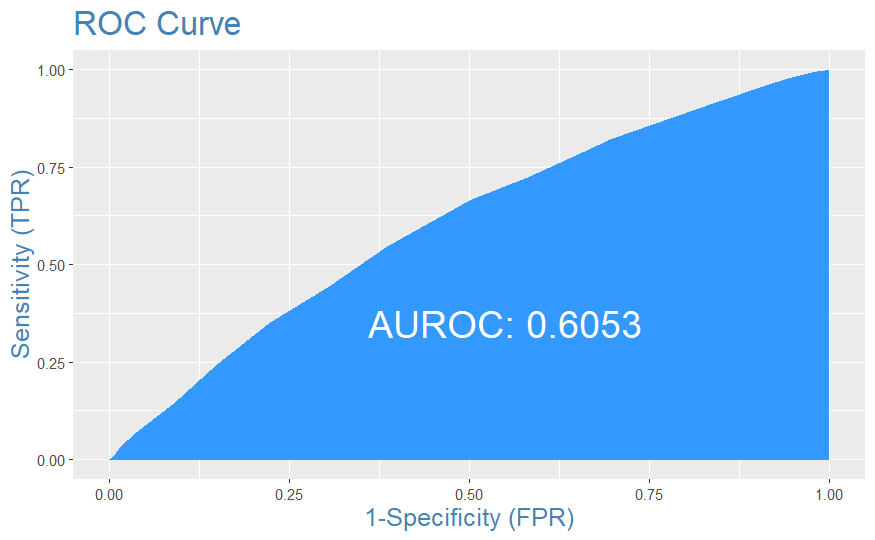 ROC Curve
1.00
0.75
0.50
0.25
0.00
Sensitivity (TPR)
AUROC: 0.6053
0.00 0.25 0.50 0.75 1.00
1-Specificity (FPR)